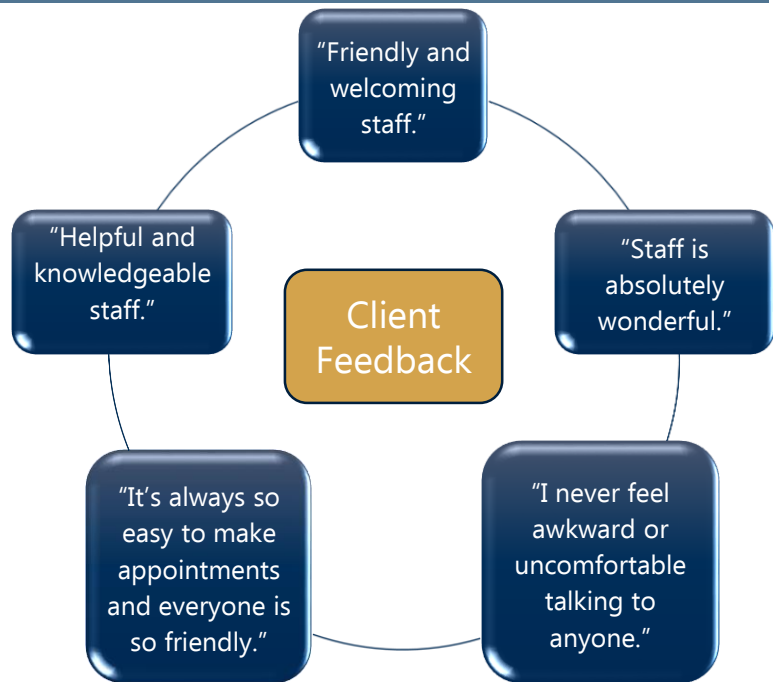 “Friendly and
welcoming
staff.”
“Helpful and
knowledgeable
staff.”
“Staff is
absolutely
wonderful.”
Client
Feedback
“It’s always so
easy to make
appointments
and everyone is
so friendly.”
“I never feel
awkward or
uncomfortable
talking to
anyone.”